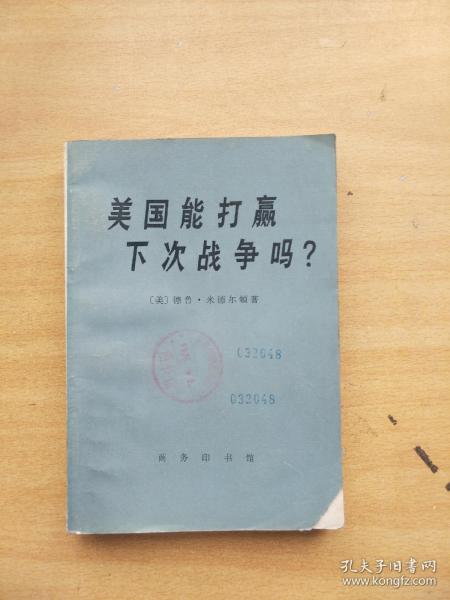 美国能打赢
下次战争吗?
〔美〕德鲁·米德尔顿著
032048
032048
商务印书馆
孔夫子旧书网
www.kongfz.com